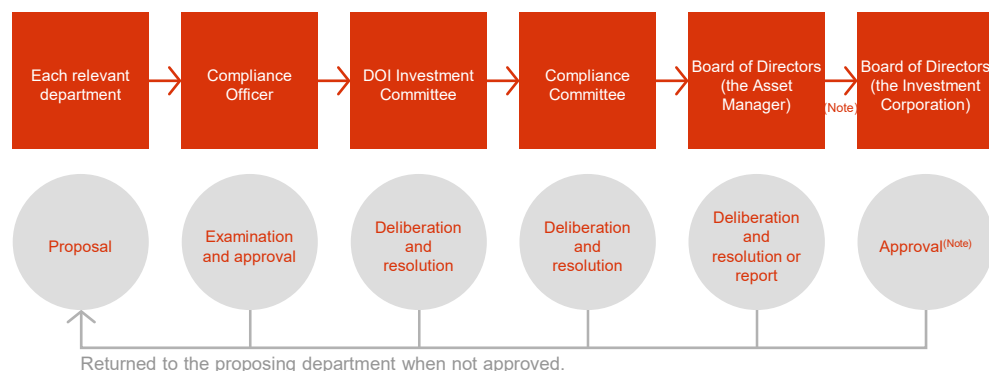 Each relevant
department
Compliance
Officer
DOI Investment
Committee
Compliance
Committee
Board of Directors
(the Asset
Manager)
(Note)
Board of Directors
(the Investment
Corporation)
Proposal
Examination
and approval
Deliberation
and
resolution
Deliberation
and
resolution
Deliberation
and
resolution or
report
Approval(Note)
Returned to the proposing department when not approved.